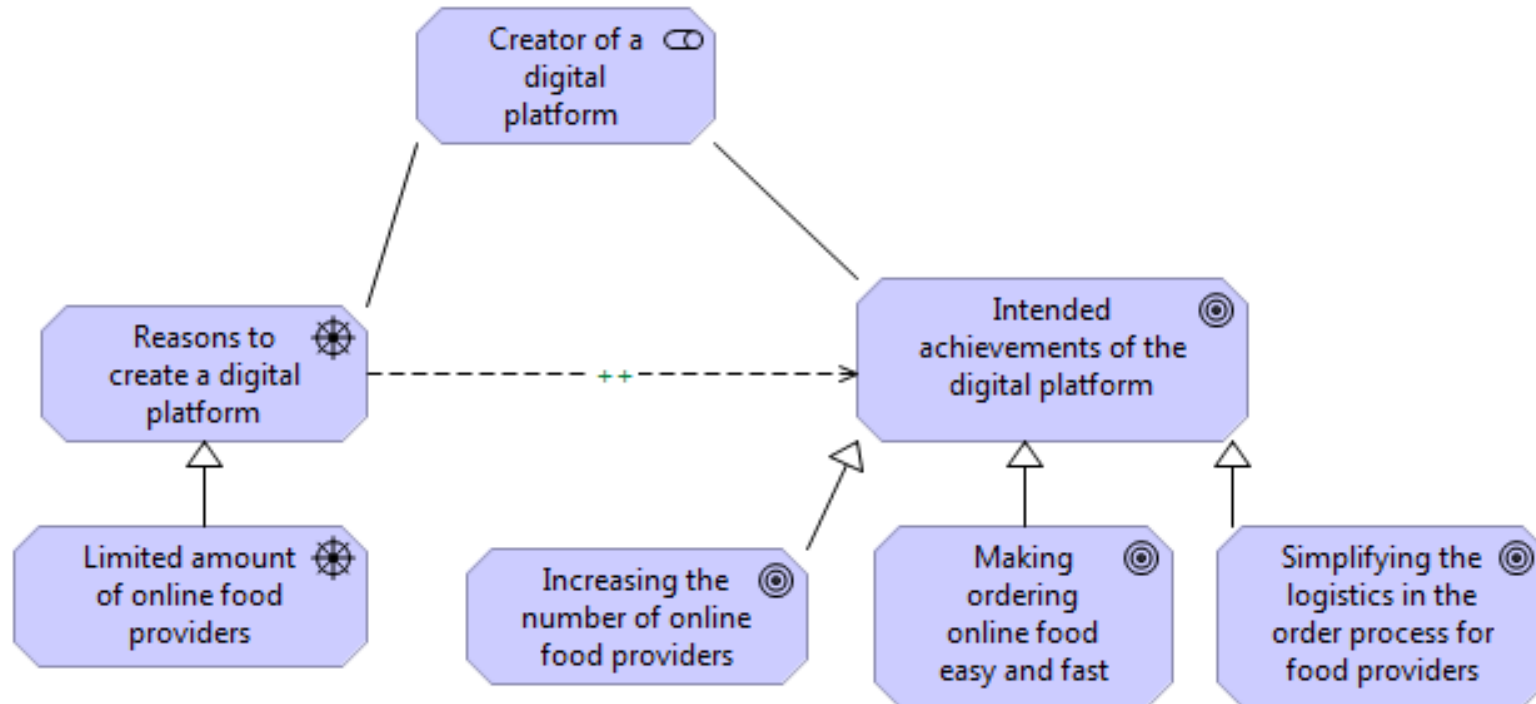 Creator of a
digital
platform
Reasons to
create a digital
platform
++
Intended
achievements of the
digital platform
Limited amount
of online food
providers
Increasing the
number of online
food providers
Making
ordering
online food
easy and fast
Simplifying the
logistics in the
order process for
food providers